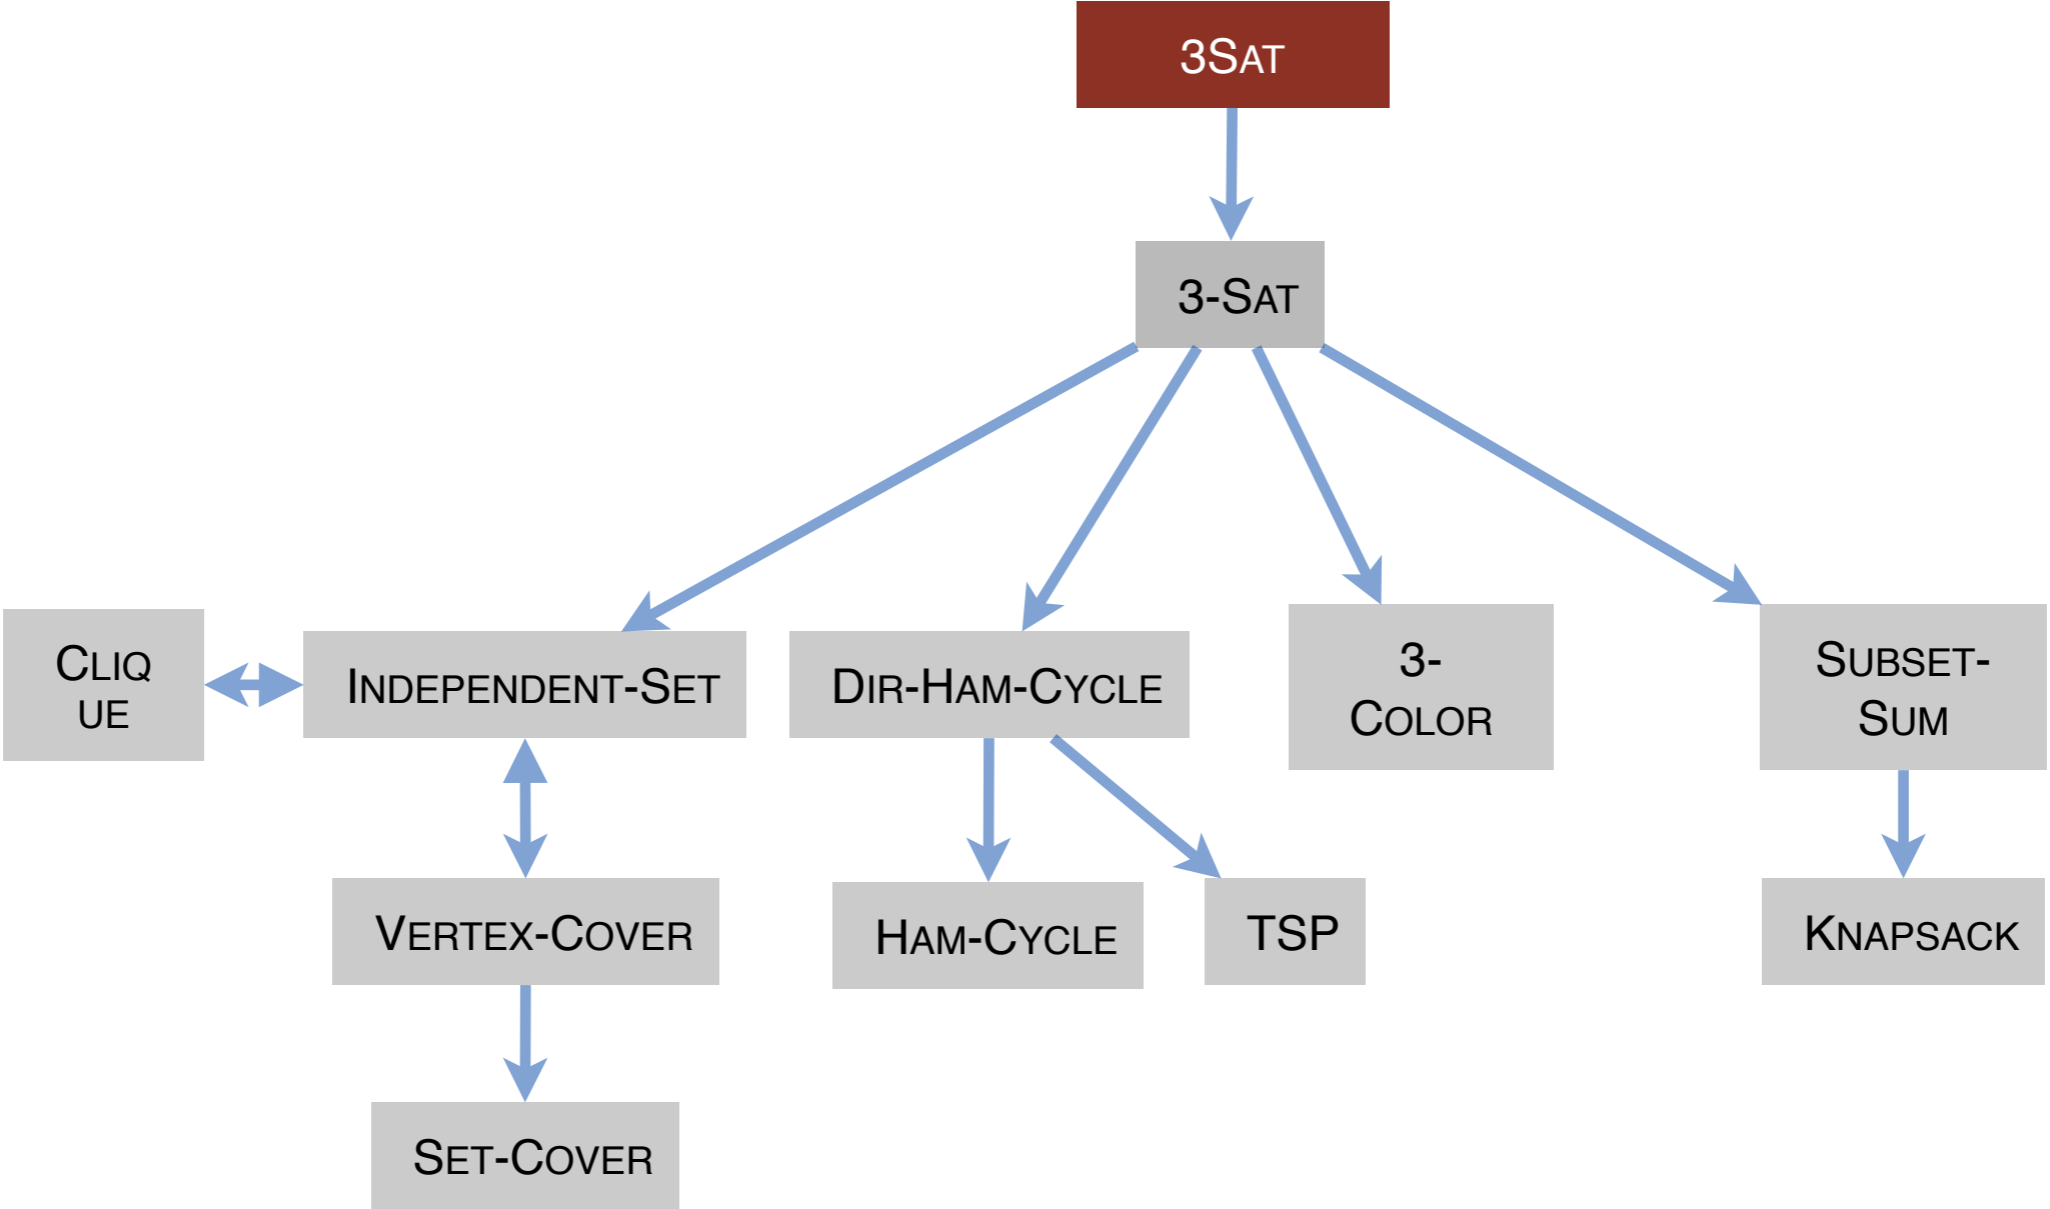 3SAT
3-SAT
CLIQ
UE
INDEPENDENT-SET
DIR-HAM-CYCLE
3-
COLOR
SUBSET-
SUM
VERTEX-COVER
HAM-CYCLE
TSP
KNAPSACK
SET-COVER